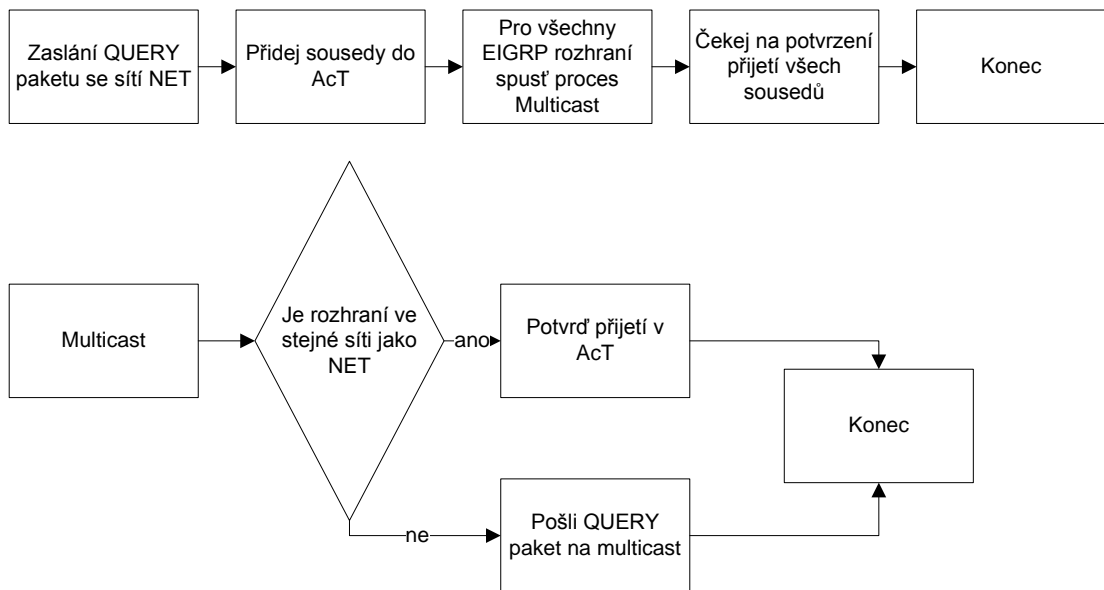 Zaslání QUERY
paketu se sítí NET
Přidej sousedy do
AcT
Pro všechny
EIGRP rozhraní
spusť proces
Multicast
Čekej na potvrzení
přijetí všech
sousedů
Konec
Multicast
Je rozhraní ve
stejné síti jako
NET
ano
Potvrď přijetí v
AcT
Konec
ne
Pošli QUERY
paket na multicast